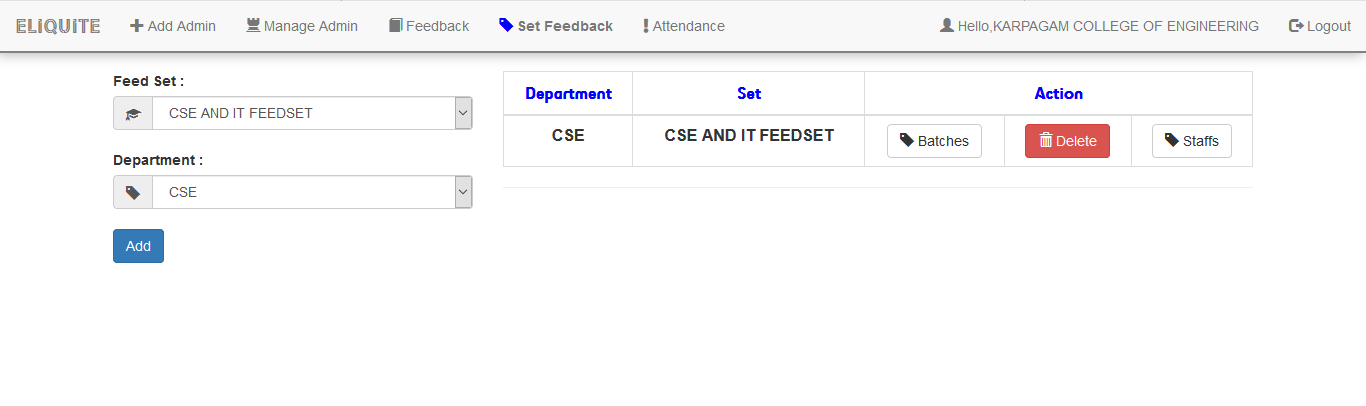 ELiQUiTE Add Admin Manage Admin Feedback Set Feedback Attendance Hello,KARPAGAM COLLEGE OF ENGINEERING Logout
Feed Set :
CSE AND IT FEEDSET
Department :
CSE
Add
Department Set Action
CSE CSE AND IT FEEDSET Batches Delete Staffs